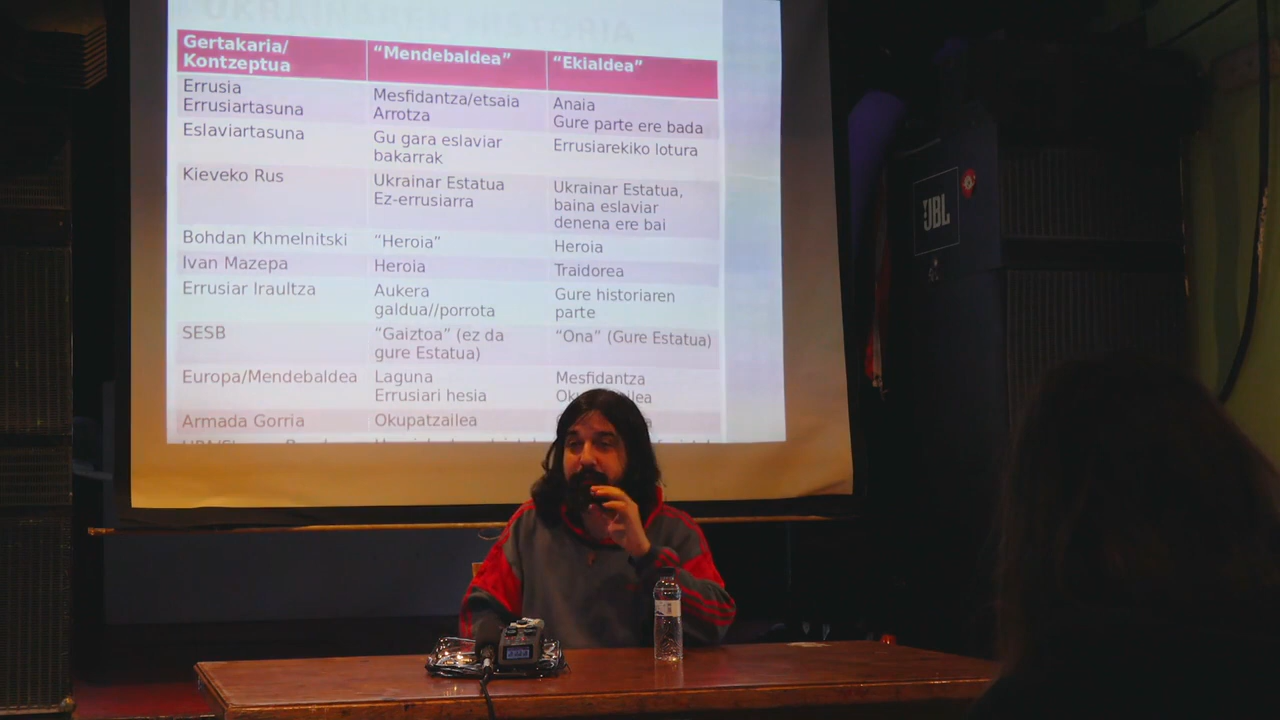 Gertakaria/ Kontzeptua
“Mendebaldea”
“Ekialdea”
Errusia Errusiartasuna
Mesfidantza/etsaia Arrotza
Anaia Gure parte ere bada
Eslaviartasuna
Gu gara eslaviar bakarrak
Errusiarekiko lotura
Kieveko Rus
Ukrainar Estatua Ez-errusiarra
Ukrainar Estatua, baina eslaviar denena ere bai
Bohdan Khmelnitski
“Heroia”
Heroia
Ivan Mazepa
Heroia
Traidorea
Errusiar Iraultza
Aukera galdua//porrota
Gure historiaren parte
SESB
“Gaiztoa” (ez da gure Estatua)
“Ona” (Gure Estatua)
Europa/Mendebaldea
Laguna Errusiari hesia
Mesfidantza
Armada Gorria
Okupatzailea
JBL